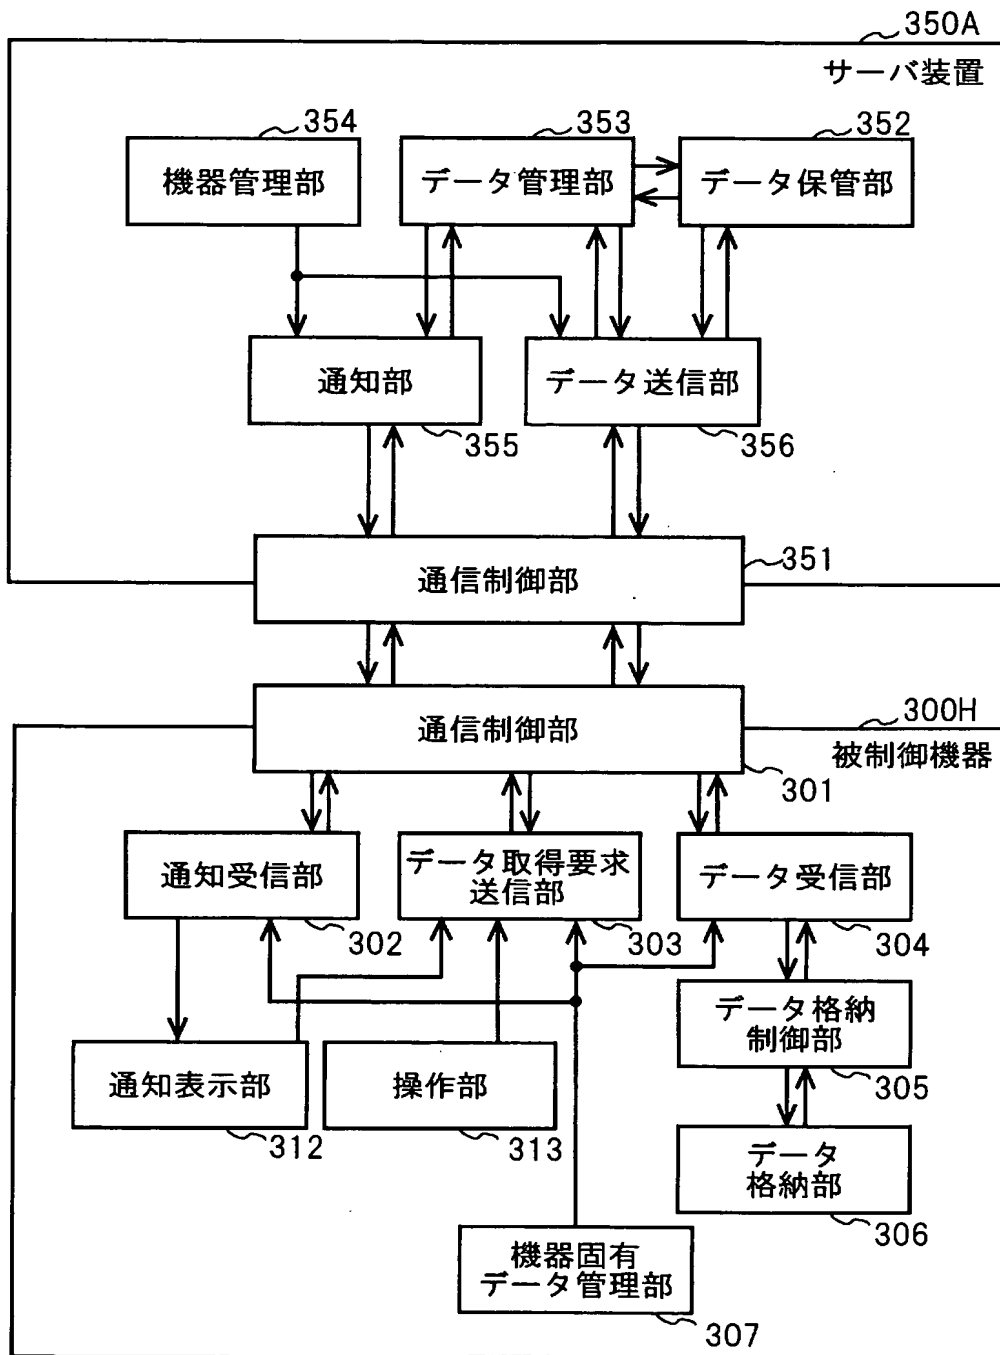 350A
サーバ装置
354
353
352
機器管理部
データ管理部
データ保管部
通知部
データ送信部
355
356
通信制御部
351
通信制御部
300H
被制御機器
301
通知受信部
データ取得要求
送信部
データ受信部
302
303
304
データ格納
制御部
305
通知表示部
操作部
312
313
データ
格納部
306
機器固有
データ管理部
307